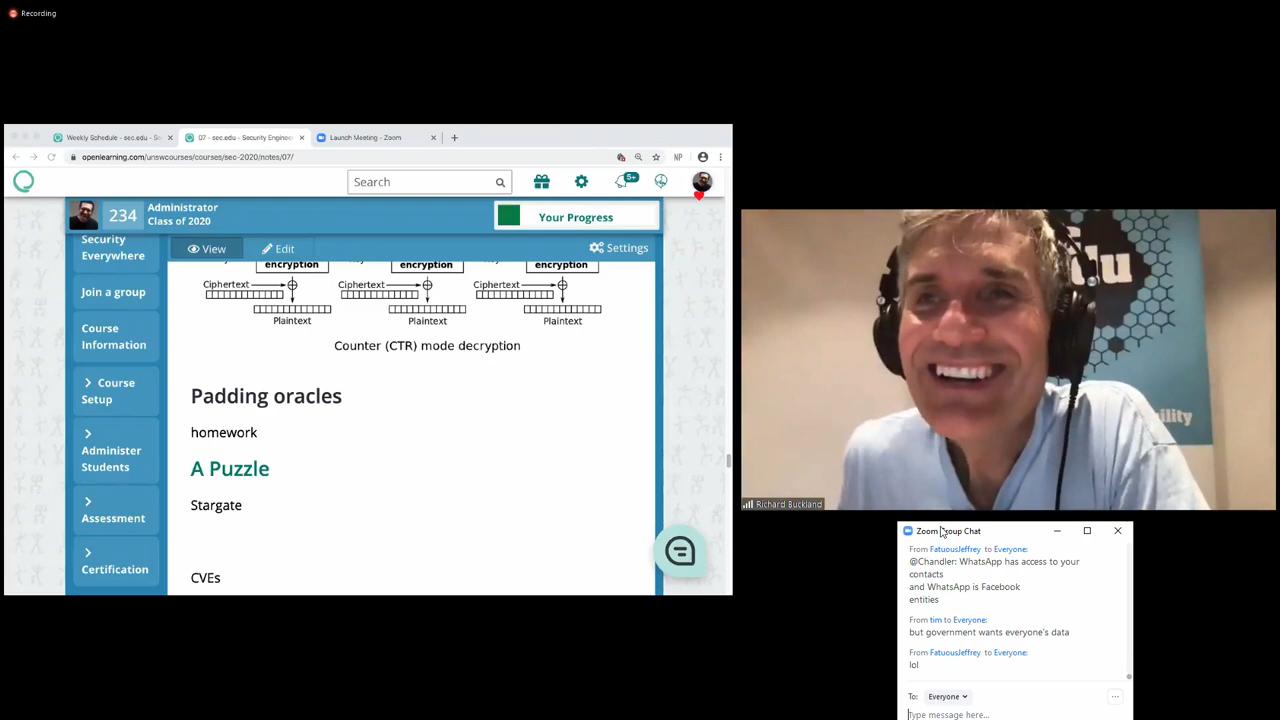 Recording
Weekly Schedule - sec.edu - Se
07 - sec.edu - Security Enginee
Launch Meeting - Zoom
openlearning.com/unswcourses/courses/sec-2020/notes/07/
NP
Search
5+
234
Administrator
Class of 2020
Your Progress
View
Edit
Settings
Security
Everywhere
Join a group
Course
Information
Course
Setup
Administer
Students
Assessment
Certification
encryption
encryption
encryption
Ciphertext
Ciphertext
Ciphertext
Plaintext
Plaintext
Plaintext
Counter (CTR) mode decryption
Padding oracles
homework
A Puzzle
Stargate
CVEs
Richard Buckland
Zoom Group Chat
From FatuousJeffrey to Everyone:
@Chandler: WhatsApp has access to your
contacts
and WhatsApp is Facebook
entities
From tim to Everyone:
but government wants everyone's data
From FatuousJeffrey to Everyone:
lol
To: Everyone
Type message here...